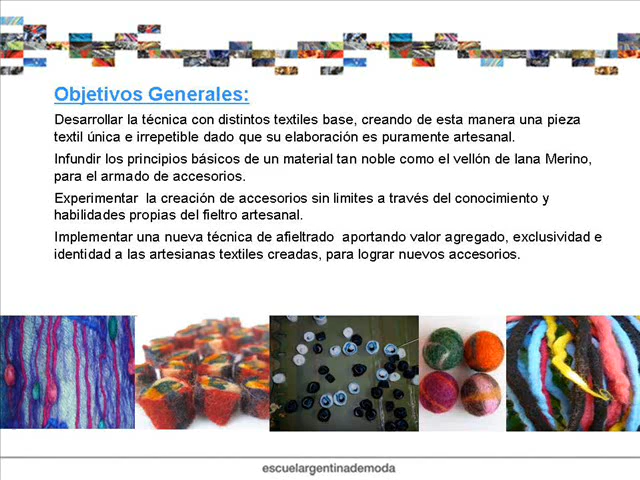 Objetivos Generales:
Desarrollar la técnica con distintos textiles base, creando de esta manera una pieza
textil única e irrepetible dado que su elaboración es puramente artesanal.
Infundir los principios básicos de un material tan noble como el vellón de lana Merino,
para el armado de accesorios.
Experimentar  la creación de accesorios sin limites a través del conocimiento y
habilidades propias del fieltro artesanal.
Implementar una nueva técnica de afieltrado  aportando valor agregado, exclusividad e
identidad a las artesianas textiles creadas, para lograr nuevos accesorios.
escuelargentinademoda